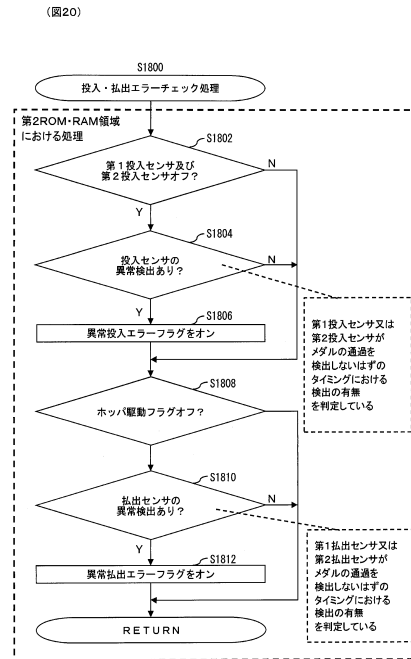 （図20）
S1800
投入・払出エラーチェック処理
第2ROM・RAM領域
における処理
S1802
第１投入センサ及び
第２投入センサオフ？
N
Y
S1804
投入センサの
異常検出あり？
N
Y
S1806
異常投入エラーフラグをオン
第１投入センサ又は
第２投入センサが
メダルの通過を
検出しないはずの
タイミングにおける
検出の有無
を判定している
S1808
ホッパ駆動フラグオフ？
S1810
払出センサの
異常検出あり？
N
Y
S1812
異常払出エラーフラグをオン
第１払出センサ又は
第２払出センサが
メダルの通過を
検出しないはずの
タイミングにおける
検出の有無
を判定している
RETURN